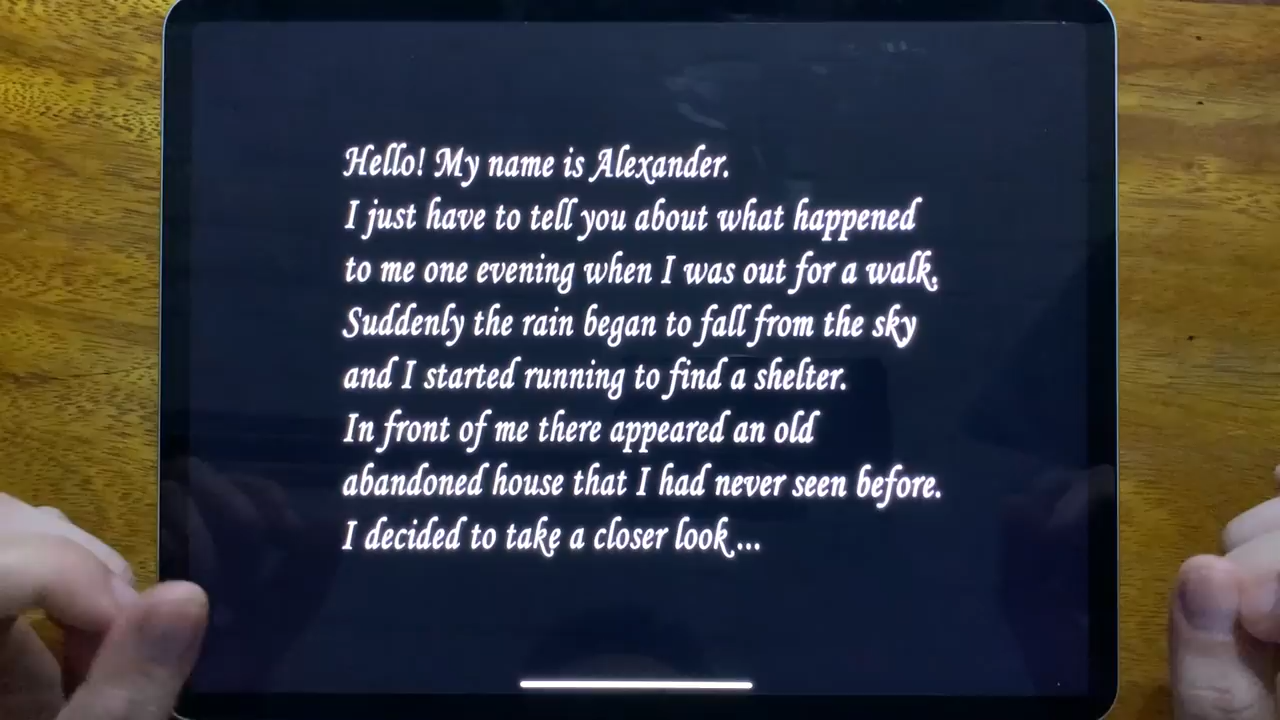 Hello! My name is Alexander.
I just have to tell you about what happened
to me one evening when I was out for a walk.
Suddenly the rain began to fall from the sky
and I started running to find a shelter.
In front of me there appeared an old
abandoned house that I had never seen before.
I decided to take a closer look...